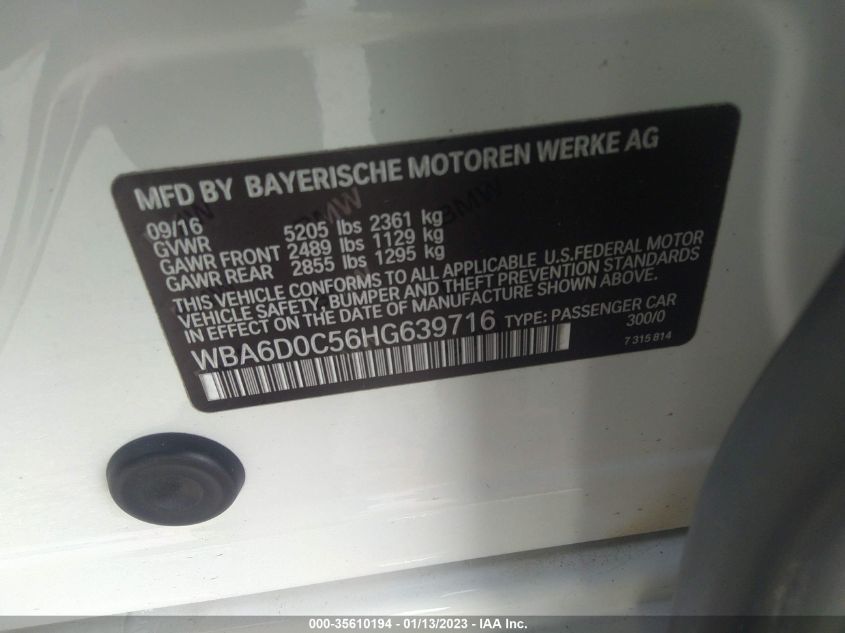 MFD BY BAYERISCHE MOTOREN WERKE AG
09/16
GVWR 5205 lbs 2361 kg
GAWR FRONT 2489 lbs 1129 kg
GAWR REAR 2855 lbs 1295 kg
THIS VEHICLE CONFORMS TO ALL APPLICABLE U.S.FEDERAL MOTOR
VEHICLE SAFETY, BUMPER AND THEFT PREVENTION STANDARDS
IN EFFECT ON THE DATE OF MANUFACTURE SHOWN ABOVE.
WBA6D0C56HG639716 TYPE: PASSENGER CAR
300/0
7 315 814
000-35610194 - 01/13/2023 - IAA Inc.